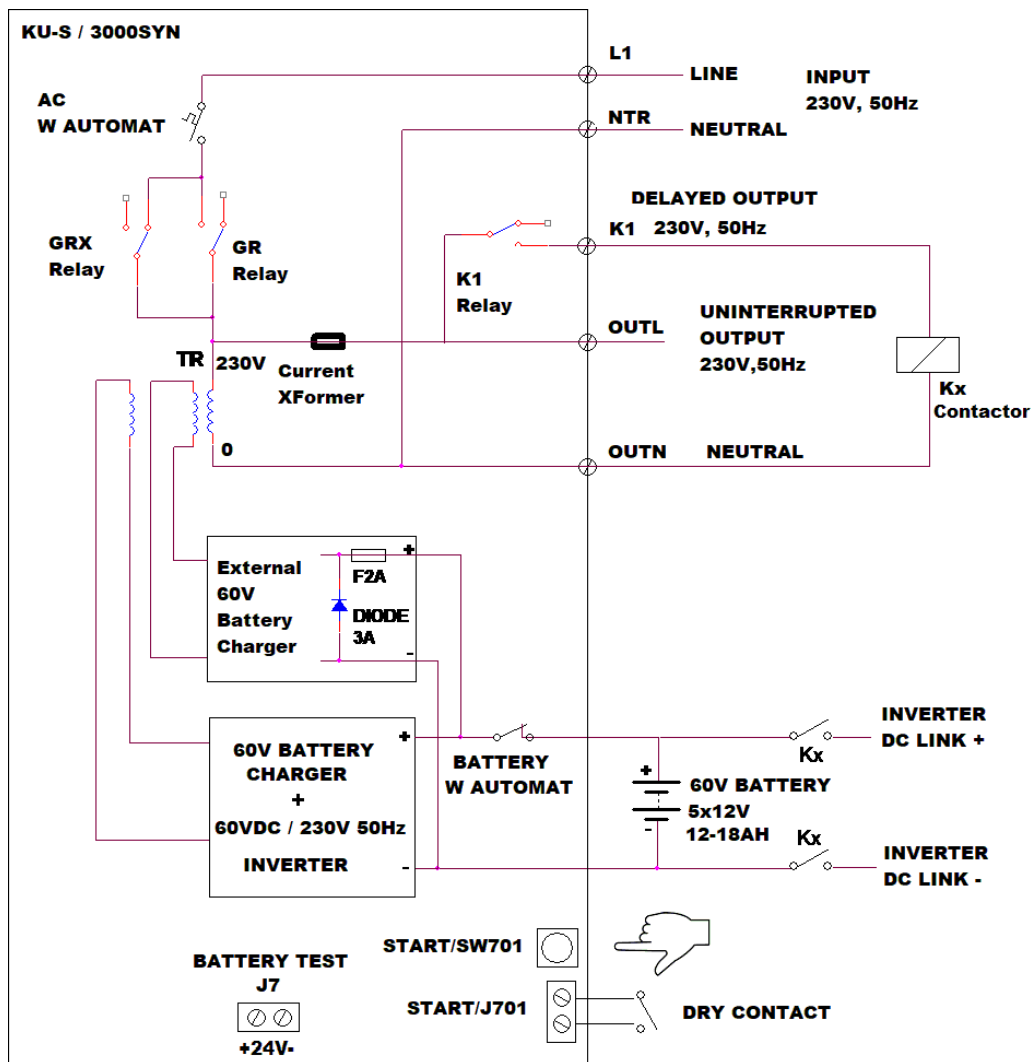 KU-S / 3000SYN
L1
LINE
INPUT
230V, 50Hz
AC
W AUTOMAT
NTR
NEUTRAL
DELAYED OUTPUT
K1
230V, 50Hz
GRX
Relay
GR
Relay
K1
Relay
UNINTERRUPTED
OUTPUT
230V,50Hz
OUTL
TR
230V
Current
XFormer
Kx
Contactor
0
OUTN
NEUTRAL
External
60V
Battery
Charger
+
F2A
DIODE
3A
-
60V BATTERY
CHARGER
+
60VDC / 230V 50Hz
INVERTER
+
-
BATTERY
W AUTOMAT
+
-
60V BATTERY
5x12V
12-18AH
Kx
INVERTER
DC LINK +
Kx
INVERTER
DC LINK -
START/SW701
BATTERY TEST
J7
+24V-
START/J701
DRY CONTACT